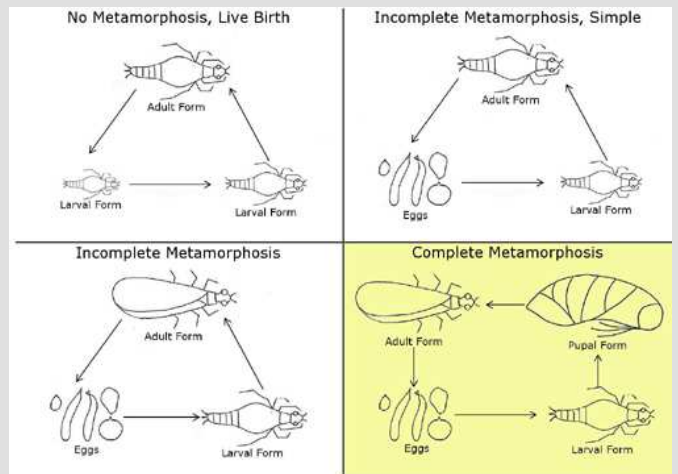 No Metamorphosis, Live Birth
Adult Form
Larval Form
Larval Form
Incomplete Metamorphosis, Simple
Adult Form
Eggs
Larval Form
Incomplete Metamorphosis
Adult Form
Eggs
Larval Form
Complete Metamorphosis
Adult Form
Pupal Form
Eggs
Larval Form